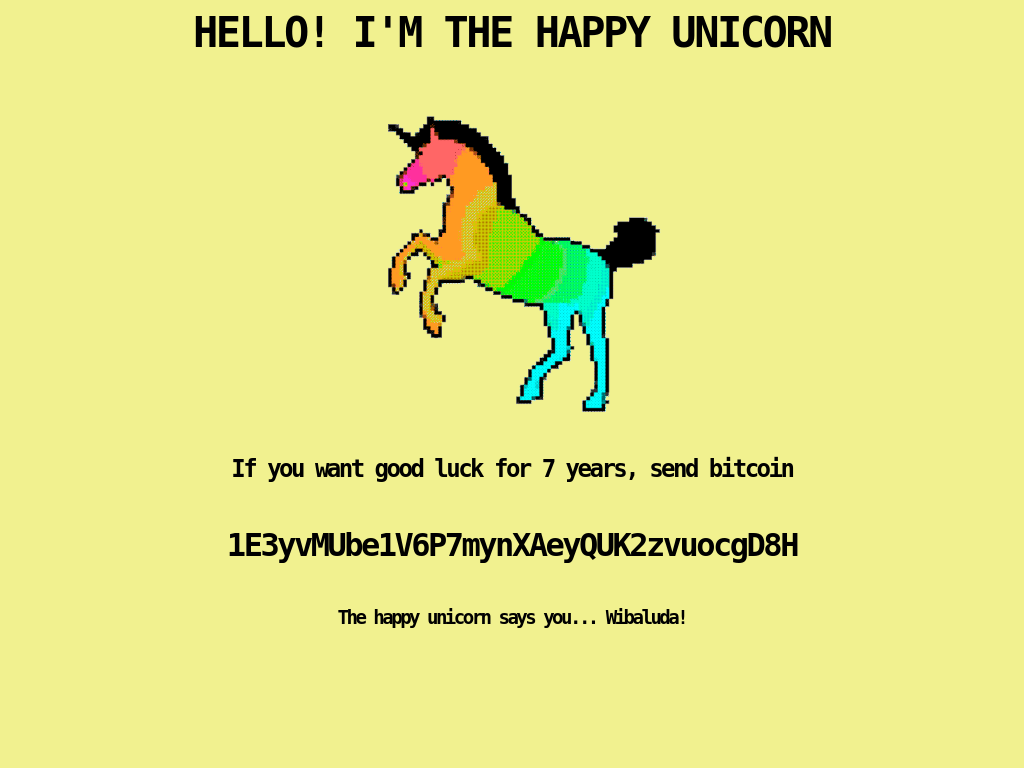 HELLO! I'M THE HAPPY UNICORN
If you want good luck for 7 years, send bitcoin
1E3yvMUbe1V6P7mynXAeyQUK2zvuocgD8H
The happy unicorn says you... Wibaluda!